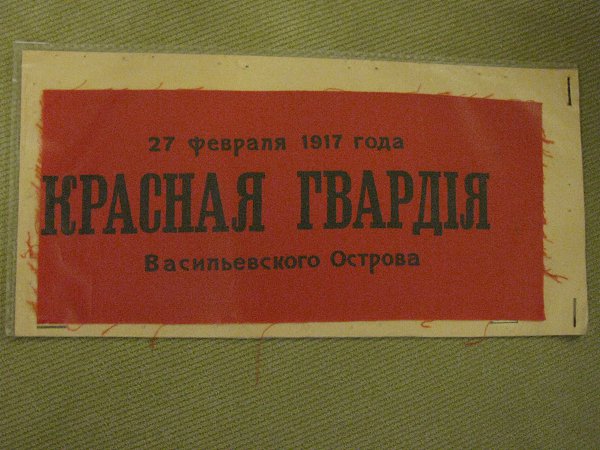 27 февраля 1917 года
КРАСНАЯ ГВАРДІЯ
Васильевского Острова